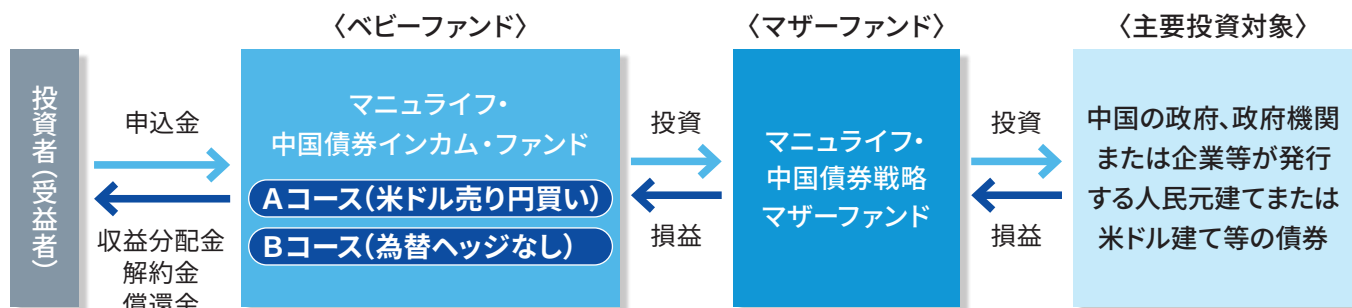 〈ベビーファンド〉
〈マザーファンド〉
〈主要投資対象〉
投資者(受益者)
申込金
収益分配金
解約金
償還金
マニュライフ・
中国債券インカム・ファンド
Aコース(米ドル売り円買い)
Bコース(為替ヘッジなし)
投資
損益
マニュライフ・
中国債券戦略
マザーファンド
投資
損益
中国の政府、政府機関
または企業等が発行
する人民元建てまたは
米ドル建て等の債券